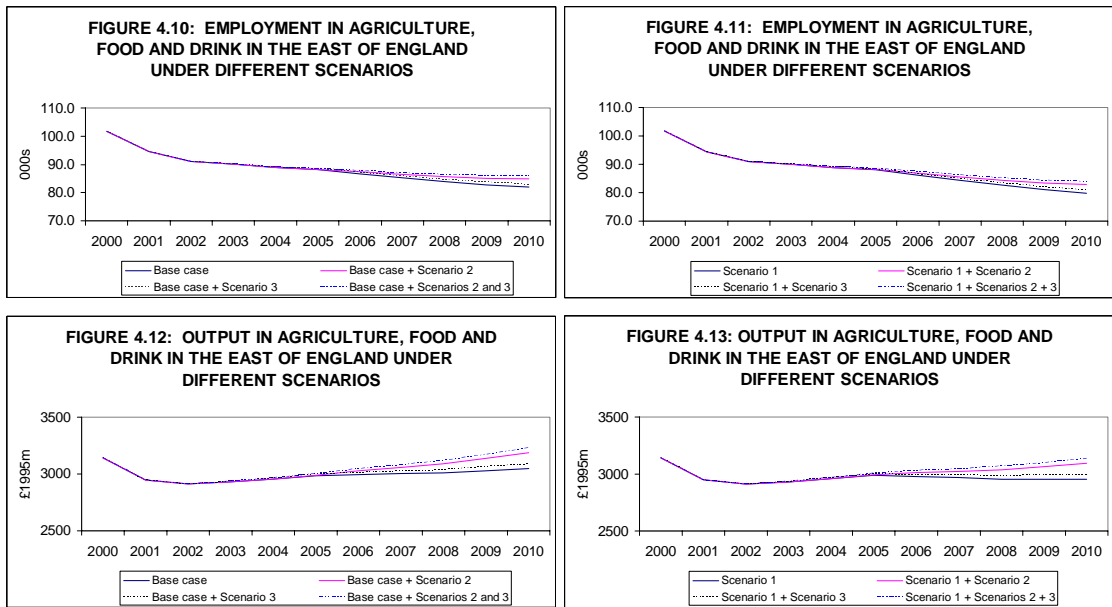 FIGURE 4.10: EMPLOYMENT IN AGRICULTURE,
FOOD AND DRINK IN THE EAST OF ENGLAND
UNDER DIFFERENT SCENARIOS
110.0
100.0
90.0
80.0
70.0
000s
2000 2001 2002 2003 2004 2005 2006 2007 2008 2009 2010
Base case
Base case + Scenario 2
Base case + Scenario 3
Base case + Scenarios 2 and 3
FIGURE 4.11: EMPLOYMENT IN AGRICULTURE,
FOOD AND DRINK IN THE EAST OF ENGLAND
UNDER DIFFERENT SCENARIOS
110.0
100.0
90.0
80.0
70.0
000s
2000 2001 2002 2003 2004 2005 2006 2007 2008 2009 2010
Scenario 1
Scenario 1 + Scenario 2
Scenario 1 + Scenario 3
Scenario 1 + Scenarios 2 + 3
FIGURE 4.12: OUTPUT IN AGRICULTURE, FOOD AND
DRINK IN THE EAST OF ENGLAND UNDER
DIFFERENT SCENARIOS
3500
3000
2500
£1995m
2000 2001 2002 2003 2004 2005 2006 2007 2008 2009 2010
Base case
Base case + Scenario 2
Base case + Scenario 3
Base case + Scenarios 2 and 3
FIGURE 4.13: OUTPUT IN AGRICULTURE, FOOD AND
DRINK IN THE EAST OF ENGLAND UNDER
DIFFERENT SCENARIOS
3500
3000
2500
£1995m
2000 2001 2002 2003 2004 2005 2006 2007 2008 2009 2010
Scenario 1
Scenario 1 + Scenario 2
Scenario 1 + Scenario 3
Scenario 1 + Scenarios 2 + 3